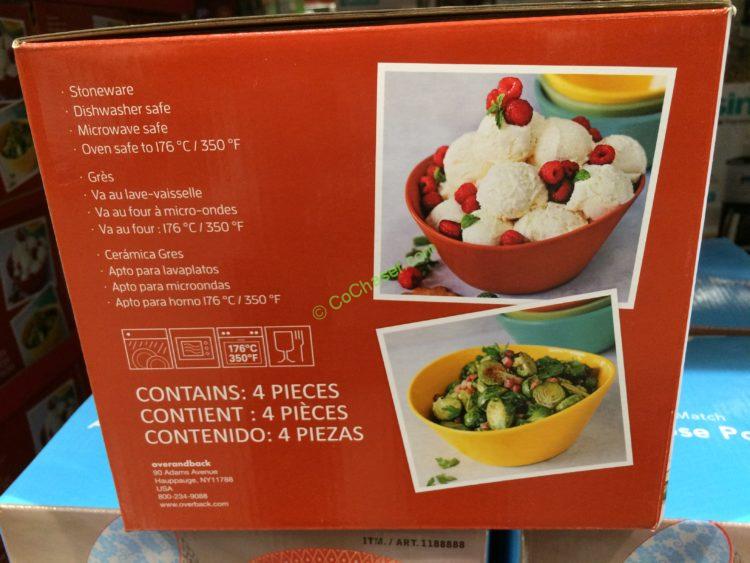 · Stoneware
· Dishwasher safe
· Microwave safe
· Oven safe to 176 °C / 350 °F
· Grès
· Va au lave-vaisselle
· Va au four à micro-ondes
· Va au four : 176 °C / 350 °F
· Cerámica Gres
· Apto para lavaplatos
· Apto para microondas
· Apto para horno 176 °C / 350 °F
176°C
350°F
CONTAINS: 4 PIECES
CONTIENT : 4 PIÈCES
CONTENIDO: 4 PIEZAS
overandback
90 Adams Avenue
Hauppauge, NY11788
USA
800-234-9088
www.overback.com
Match
ITM. / ART. 1188888